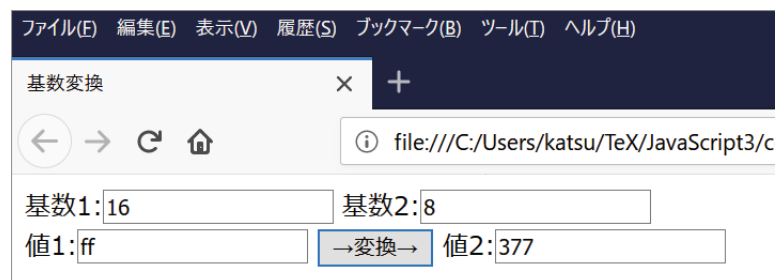 ファイル(F) 編集(E) 表示(V) 履歴(S) ブックマーク(B) ツール(T) ヘルプ(H)
基数変換
file:///C:/Users/katsu/TeX/JavaScript3/c
基数1:16 基数2:8
値1:ff →変換→ 値2:377